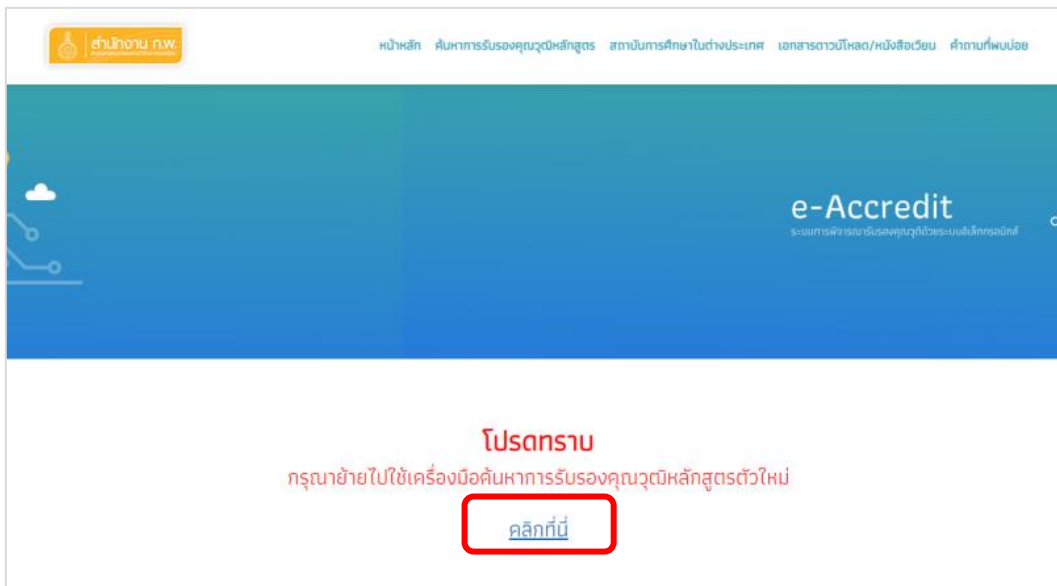 สำนักงาน ก.พ.
หน้าหลัก ค้นหาการรับรองคุณวุฒิหลักสูตร สถาบันการศึกษาในต่างประเทศ เอกสารดาวน์โหลด/หนังสือเวียน คำถามที่พบบ่อย
e-Accredit
ระบบการพิจารณารับรองคุณวุฒิด้วยระบบอิเล็กทรอนิกส์
โปรดทราบ
กรุณาย้ายไปใช้เครื่องมือค้นหาการรับรองคุณวุฒิหลักสูตรตัวใหม่
คลิกที่นี่